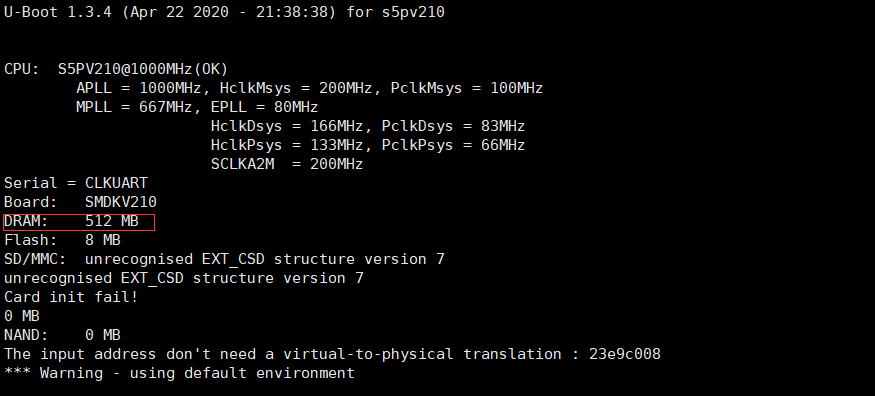 U-Boot 1.3.4 (Apr 22 2020 - 21:38:38) for s5pv210
CPU:  S5PV210@1000MHz(OK)
        APLL = 1000MHz, HclkMsys = 200MHz, PclkMsys = 100MHz
        MPLL = 667MHz, EPLL = 80MHz
                       HclkDsys = 166MHz, PclkDsys = 83MHz
                       HclkPsys = 133MHz, PclkPsys = 66MHz
                       SCLKA2M  = 200MHz
Serial = CLKUART
Board:   SMDKV210
DRAM:    512 MB
Flash:   8 MB
SD/MMC:  unrecognised EXT_CSD structure version 7
unrecognised EXT_CSD structure version 7
Card init fail!
0 MB
NAND:    0 MB
The input address don't need a virtual-to-physical translation : 23e9c008
*** Warning - using default environment